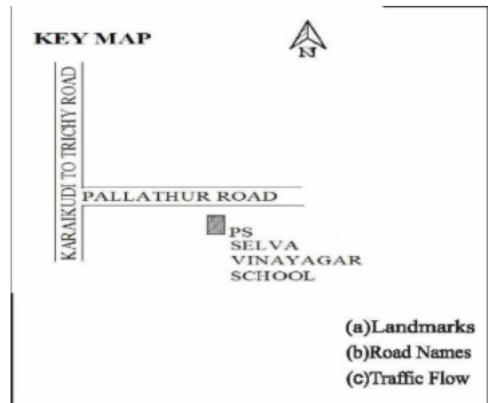 KEY MAP
N
KARAIKUDI TO TRICHY ROAD
PALLATHUR ROAD
PS
SELVA
VINAYAGAR
SCHOOL
(a)Landmarks
(b)Road Names
(c)Traffic Flow